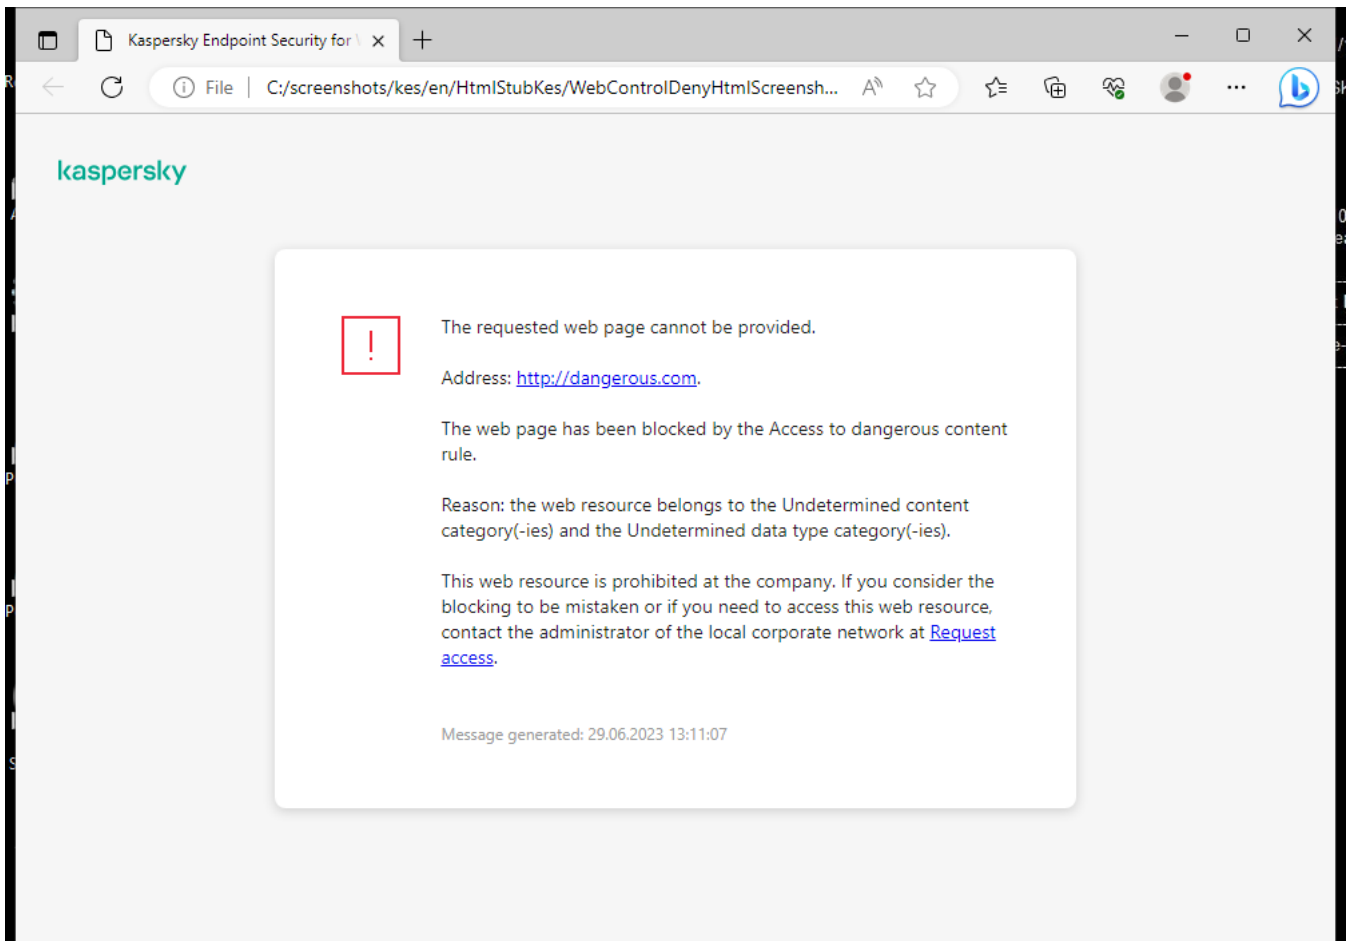 Kaspersky Endpoint Security for
File | C:/screenshots/kes/en/HtmlStubKes/WebControlDenyHtmlScreensh...
kaspersky
!
The requested web page cannot be provided.
Address: http://dangerous.com.
The web page has been blocked by the Access to dangerous content
rule.
Reason: the web resource belongs to the Undetermined content
category(-ies) and the Undetermined data type category(-ies).
This web resource is prohibited at the company. If you consider the
blocking to be mistaken or if you need to access this web resource,
contact the administrator of the local corporate network at Request
access.
Message generated: 29.06.2023 13:11:07